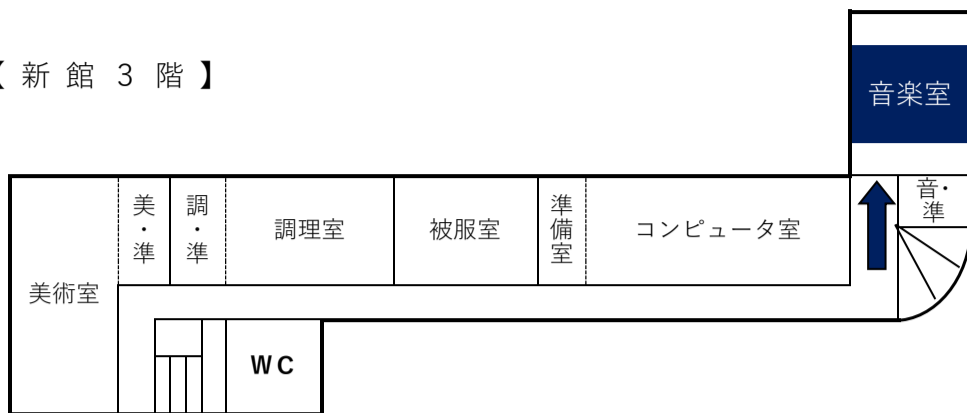 【新館3階】
音楽室
美・準
調・準
調理室
被服室
準備室
コンピュータ室
音・準
美術室
WC